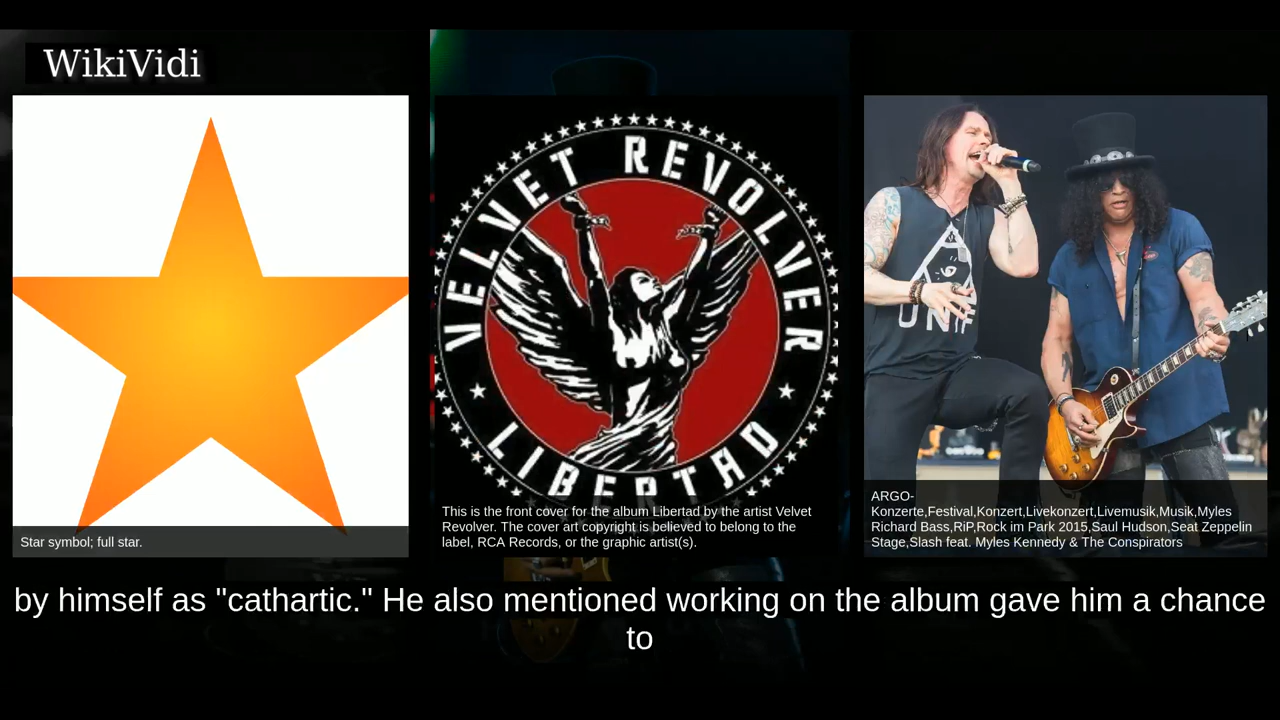 WikiVidi
VELVET REVOLVER
LIBERTAD
UNIF
Star symbol; full star.
This is the front cover for the album Libertad by the artist Velvet
Revolver. The cover art copyright is believed to belong to the
label, RCA Records, or the graphic artist(s).
ARGO-
Konzerte,Festival,Konzert,Livekonzert,Livemusik,Musik,Myles
Richard Bass,RiP,Rock im Park 2015,Saul Hudson,Seat Zeppelin
Stage,Slash feat. Myles Kennedy & The Conspirators
by himself as "cathartic." He also mentioned working on the album gave him a chance
to